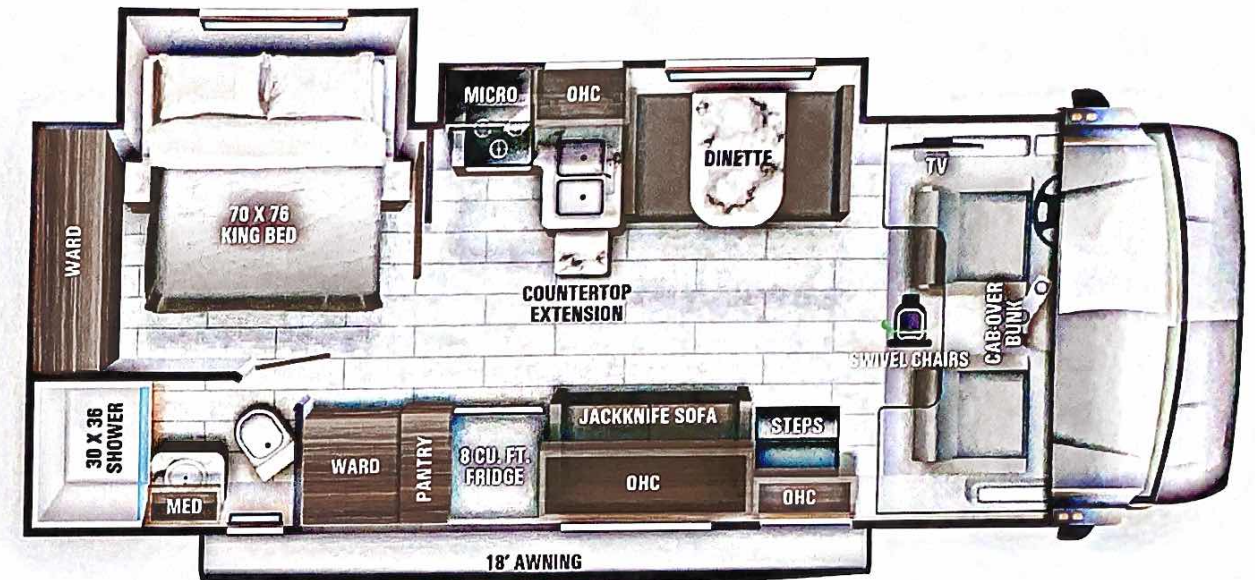 MICRO
OHC
DINETTE
TV
70 X 76
KING BED
WARD
COUNTERTOP
EXTENSION
CAB-OVER
BUNK
SWIVEL CHAIRS
30 X 36
SHOWER
MED
WARD
PANTRY
8 CU. FT.
FRIDGE
JACKKNIFE SOFA
OHC
STEPS
OHC
18' AWNING